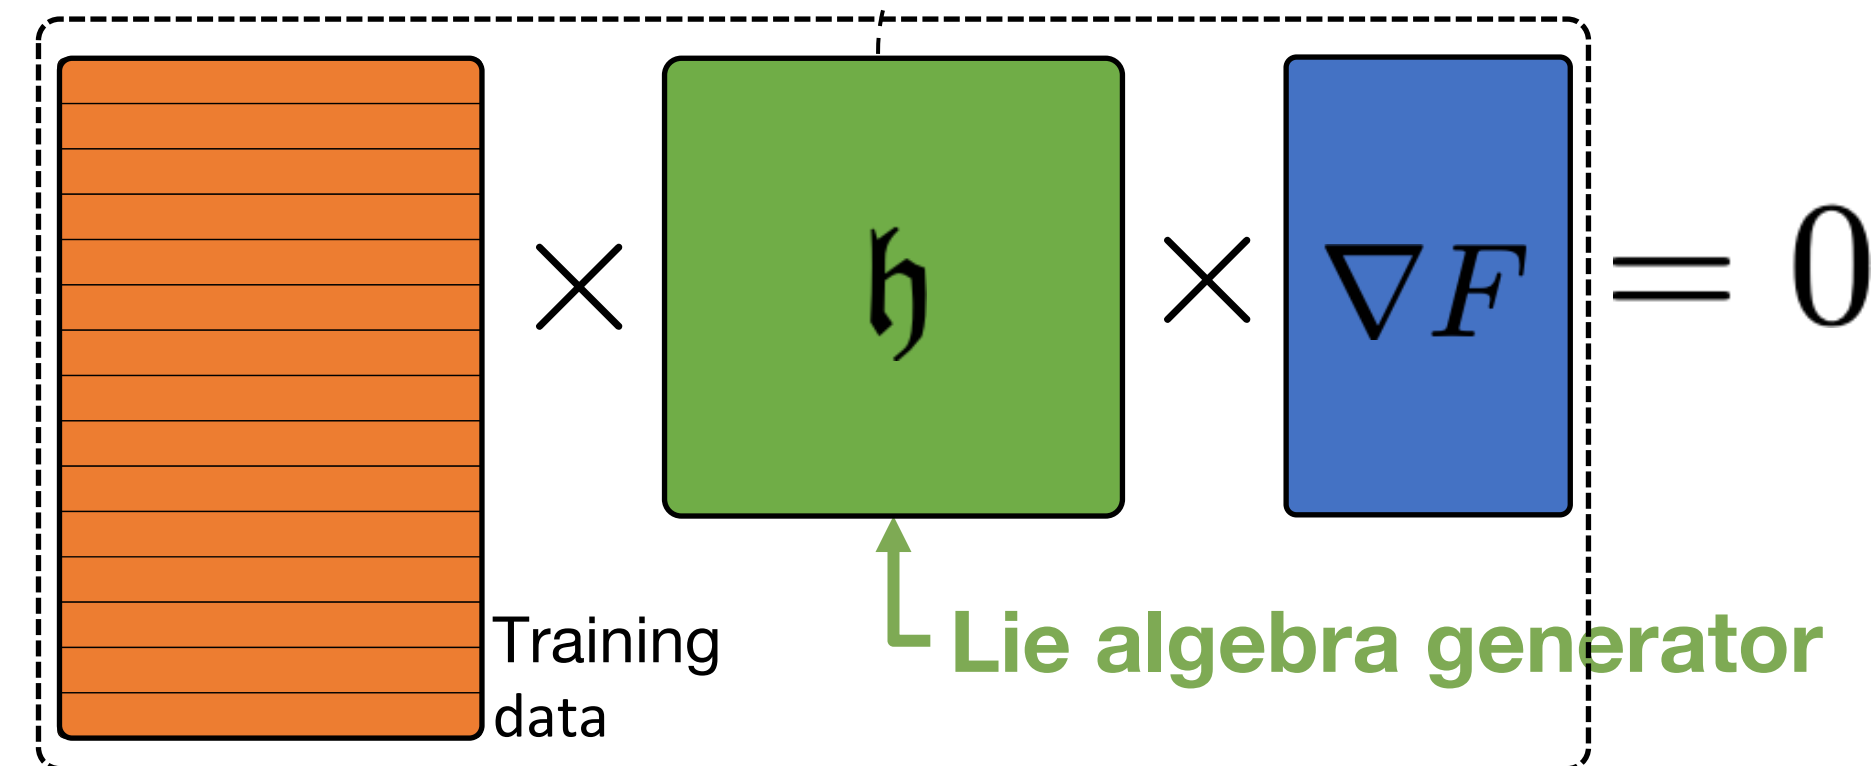 × 𝔥 × ∇F = 0
Training
data
Lie algebra generator